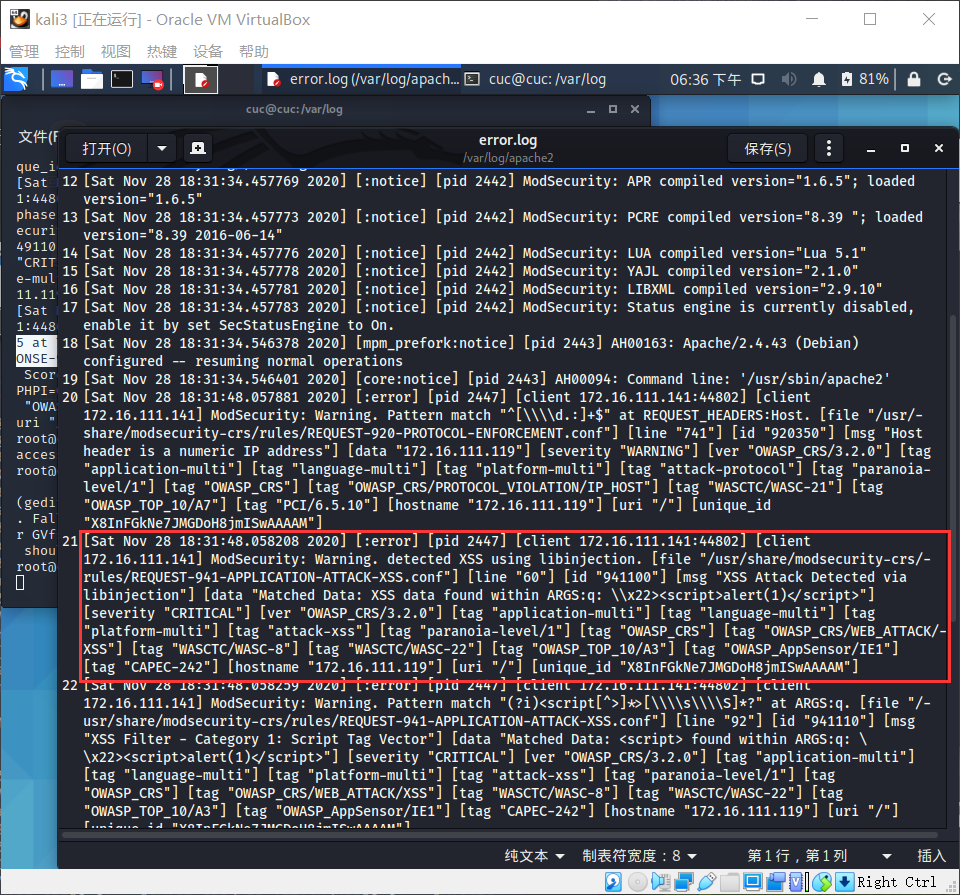 kali3 [正在运行] - Oracle VM VirtualBox
管理 控制 视图 热键 设备 帮助
error.log (/var/log/apach... cuc@cuc: /var/log 06:36 下午 81%
cuc@cuc: /var/log
文件(F
que_i
[Sat
1:448
phase
ecuri
49110
"CRIT
e-mul
11.11
[Sat
1:448
5 at
ONSE-
Scor
PHPI=
"OWA
uri "
root@
acces
root@
(gedi
. Fal
r GVf
shou
root@
打开(O) error.log 保存(S)
/var/log/apache2
12 [Sat Nov 28 18:31:34.457769 2020] [:notice] [pid 2442] ModSecurity: APR compiled version="1.6.5"; loaded
version="1.6.5"
13 [Sat Nov 28 18:31:34.457773 2020] [:notice] [pid 2442] ModSecurity: PCRE compiled version="8.39 "; loaded
version="8.39 2016-06-14"
14 [Sat Nov 28 18:31:34.457776 2020] [:notice] [pid 2442] ModSecurity: LUA compiled version="Lua 5.1"
15 [Sat Nov 28 18:31:34.457778 2020] [:notice] [pid 2442] ModSecurity: YAJL compiled version="2.1.0"
16 [Sat Nov 28 18:31:34.457781 2020] [:notice] [pid 2442] ModSecurity: LIBXML compiled version="2.9.10"
17 [Sat Nov 28 18:31:34.457783 2020] [:notice] [pid 2442] ModSecurity: Status engine is currently disabled,
enable it by set SecStatusEngine to On.
18 [Sat Nov 28 18:31:34.546378 2020] [mpm_prefork:notice] [pid 2443] AH00163: Apache/2.4.43 (Debian)
configured -- resuming normal operations
19 [Sat Nov 28 18:31:34.546401 2020] [core:notice] [pid 2443] AH00094: Command line: '/usr/sbin/apache2'
20 [Sat Nov 28 18:31:48.057881 2020] [:error] [pid 2447] [client 172.16.111.141:44802] [client
172.16.111.141] ModSecurity: Warning. Pattern match "^[\\\\d.:]+$" at REQUEST_HEADERS:Host. [file "/usr/-
share/modsecurity-crs/rules/REQUEST-920-PROTOCOL-ENFORCEMENT.conf"] [line "741"] [id "920350"] [msg "Host
header is a numeric IP address"] [data "172.16.111.119"] [severity "WARNING"] [ver "OWASP_CRS/3.2.0"] [tag
"application-multi"] [tag "language-multi"] [tag "platform-multi"] [tag "attack-protocol"] [tag "paranoia-
level/1"] [tag "OWASP_CRS"] [tag "OWASP_CRS/PROTOCOL_VIOLATION/IP_HOST"] [tag "WASCTC/WASC-21"] [tag
"OWASP_TOP_10/A7"] [tag "PCI/6.5.10"] [hostname "172.16.111.119"] [uri "/"] [unique_id
"X8InFGkNe7JMGDoH8jmISwAAAAM"]
21 [Sat Nov 28 18:31:48.058208 2020] [:error] [pid 2447] [client 172.16.111.141:44802] [client
172.16.111.141] ModSecurity: Warning. detected XSS using libinjection. [file "/usr/share/modsecurity-crs/-
rules/REQUEST-941-APPLICATION-ATTACK-XSS.conf"] [line "60"] [id "941100"] [msg "XSS Attack Detected via
libinjection"] [data "Matched Data: XSS data found within ARGS:q: \\x22><script>alert(1)</script>"]
[severity "CRITICAL"] [ver "OWASP_CRS/3.2.0"] [tag "application-multi"] [tag "language-multi"] [tag
"platform-multi"] [tag "attack-xss"] [tag "paranoia-level/1"] [tag "OWASP_CRS"] [tag "OWASP_CRS/WEB_ATTACK/-
XSS"] [tag "WASCTC/WASC-8"] [tag "WASCTC/WASC-22"] [tag "OWASP_TOP_10/A3"] [tag "OWASP_AppSensor/IE1"]
[tag "CAPEC-242"] [hostname "172.16.111.119"] [uri "/"] [unique_id "X8InFGkNe7JMGDoH8jmISwAAAAM"]
22 [Sat Nov 28 18:31:48.058259 2020] [:error] [pid 2447] [client 172.16.111.141:44802] [client
172.16.111.141] ModSecurity: Warning. Pattern match "(?i)<script[^>]*>[\\\\s\\\\S]*?" at ARGS:q. [file "/-
usr/share/modsecurity-crs/rules/REQUEST-941-APPLICATION-ATTACK-XSS.conf"] [line "92"] [id "941110"] [msg
"XSS Filter - Category 1: Script Tag Vector"] [data "Matched Data: <script> found within ARGS:q: \
\x22><script>alert(1)</script>"] [severity "CRITICAL"] [ver "OWASP_CRS/3.2.0"] [tag "application-multi"]
[tag "language-multi"] [tag "platform-multi"] [tag "attack-xss"] [tag "paranoia-level/1"] [tag
"OWASP_CRS"] [tag "OWASP_CRS/WEB_ATTACK/XSS"] [tag "WASCTC/WASC-8"] [tag "WASCTC/WASC-22"] [tag
"OWASP_TOP_10/A3"] [tag "OWASP_AppSensor/IE1"] [tag "CAPEC-242"] [hostname "172.16.111.119"] [uri "/"]
[unique_id "X8InFGkNe7JMGDoH8jmISwAAAAM"]
纯文本 制表符宽度：8 第1行，第1列 插入
Right Ctrl